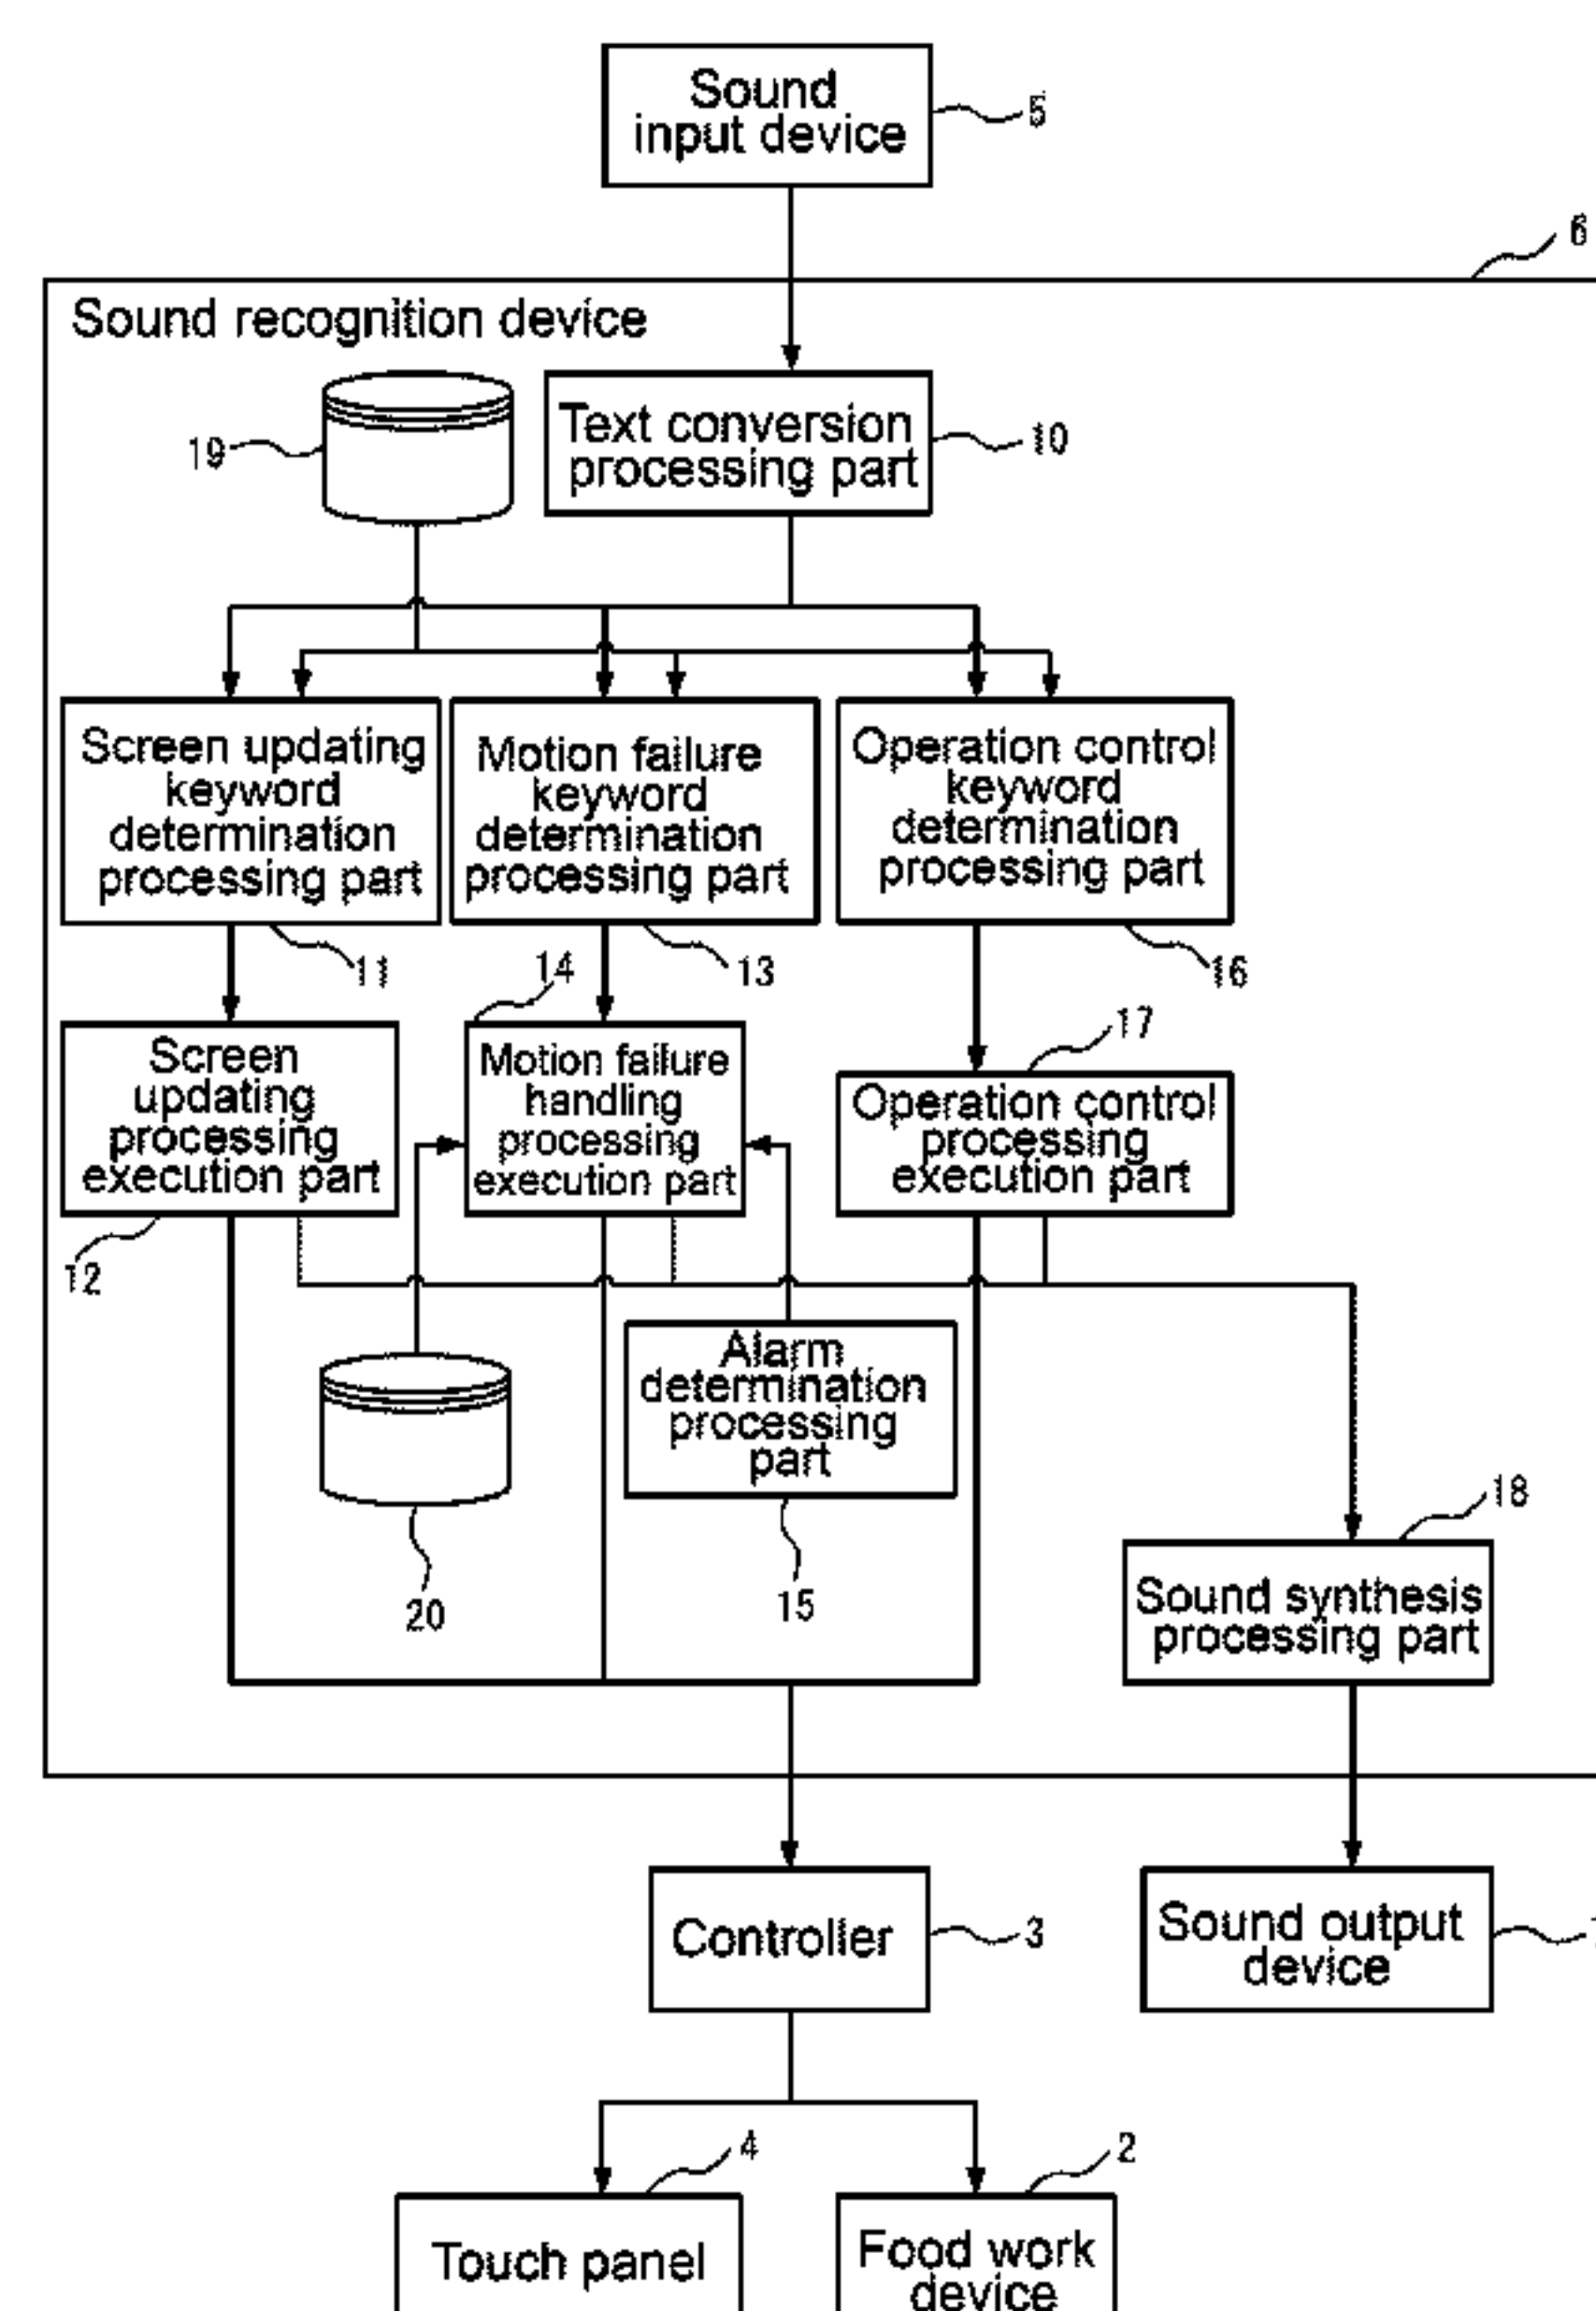 Sound
input device
5
6
Sound recognition device
19
Text conversion
processing part
10
Screen updating
keyword
determination
processing part
11
Motion failure
keyword
determination
processing part
13
Operation control
keyword
determination
processing part
16
Screen
updating
processing
execution part
12
14
Motion failure
handling
processing
execution part
17
Operation control
processing
execution part
20
Alarm
determination
processing
part
15
18
Sound synthesis
processing part
Controller
3
Sound output
device
4
Touch panel
2
Food work
device